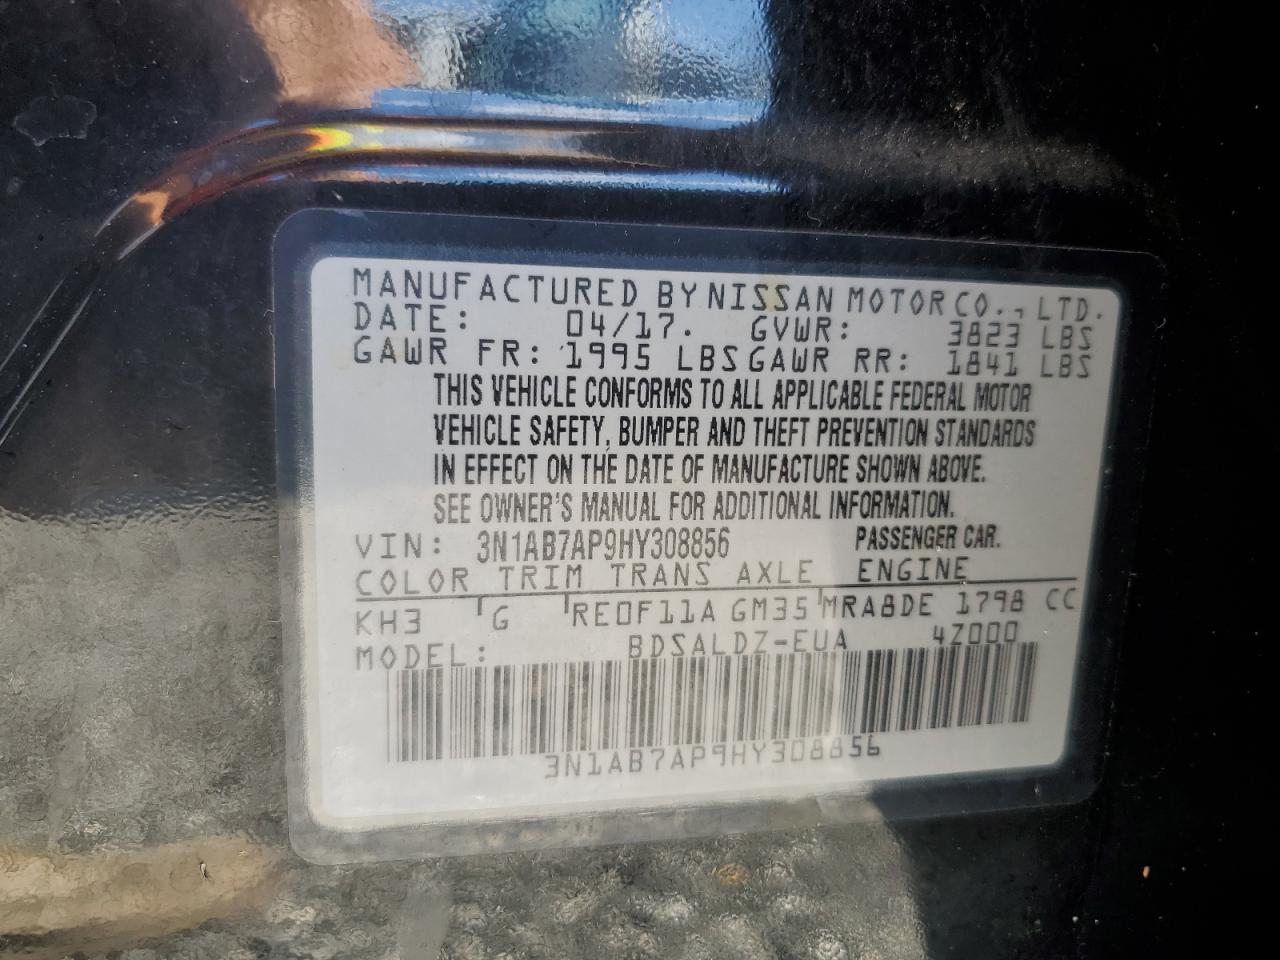 MANUFACTURED BY NISSAN MOTOR CO., LTD.
DATE: 04/17. GVWR: 3823 LBS
GAWR FR: 1995 LBS GAWR RR: 1841 LBS
THIS VEHICLE CONFORMS TO ALL APPLICABLE FEDERAL MOTOR
VEHICLE SAFETY, BUMPER AND THEFT PREVENTION STANDARDS
IN EFFECT ON THE DATE OF MANUFACTURE SHOWN ABOVE.
SEE OWNER'S MANUAL FOR ADDITIONAL INFORMATION.
VIN: 3N1AB7AP9HY308856 PASSENGER CAR.
COLOR TRIM TRANS AXLE ENGINE
KH3 G RE0F11A GM35 MRA8DE 1798 CC
MODEL: BDSALDZ-EUA 4Z000
3N1AB7AP9HY308856